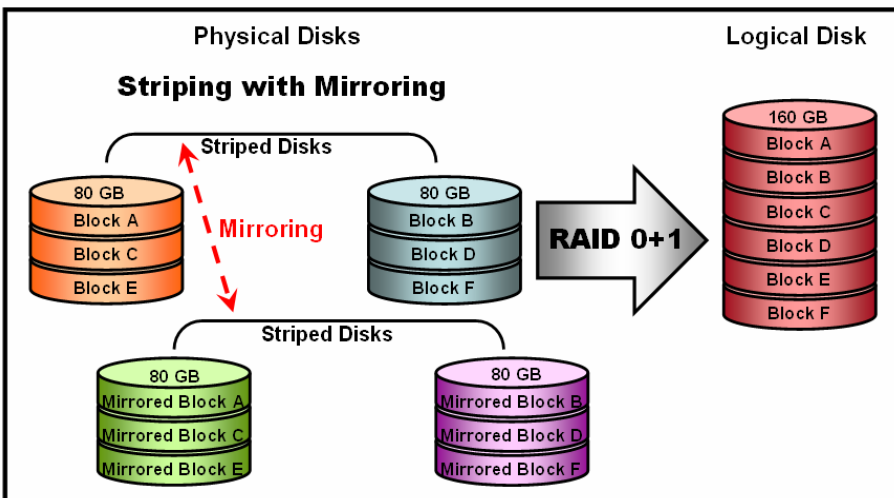 Physical Disks
Logical Disk
Striping with Mirroring
Striped Disks
80 GB
Block A
Block C
Block E
Mirroring
80 GB
Block B
Block D
Block F
RAID 0+1
160 GB
Block A
Block B
Block C
Block D
Block E
Block F
Striped Disks
80 GB
Mirrored Block A
Mirrored Block C
Mirrored Block E
80 GB
Mirrored Block B
Mirrored Block D
Mirrored Block F